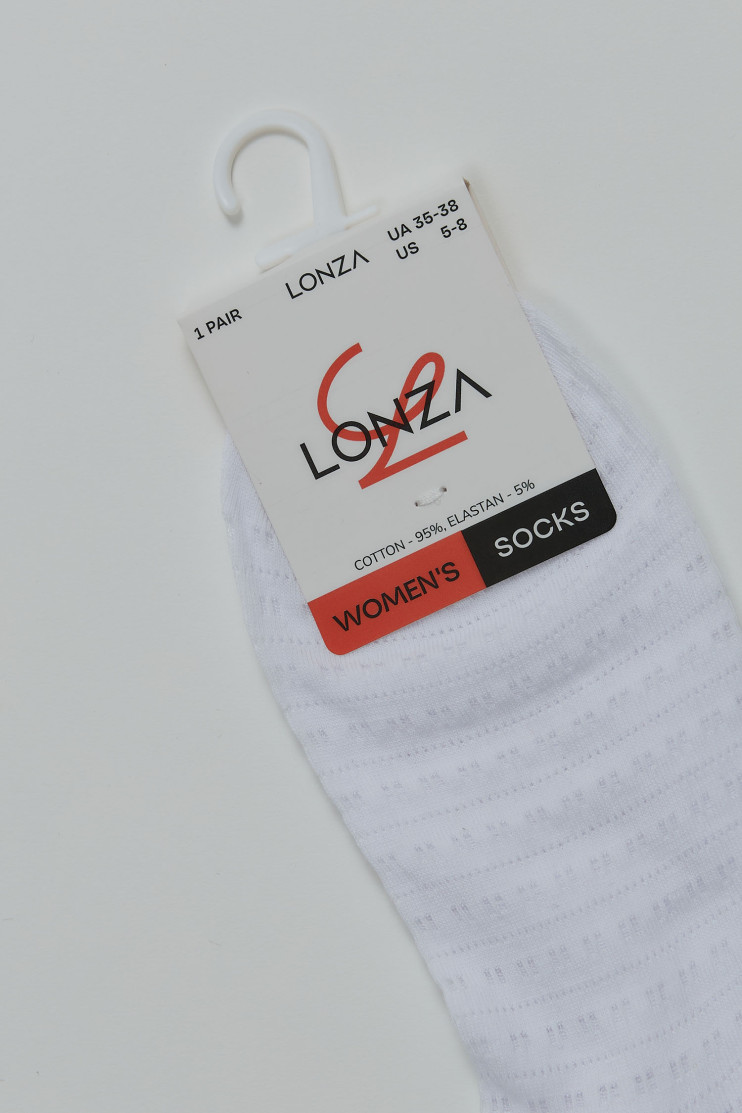 1 PAIR
LONZA
UA 35-38
US 5-8
LONZA
COTTON - 95%, ELASTAN - 5%
WOMEN'S SOCKS